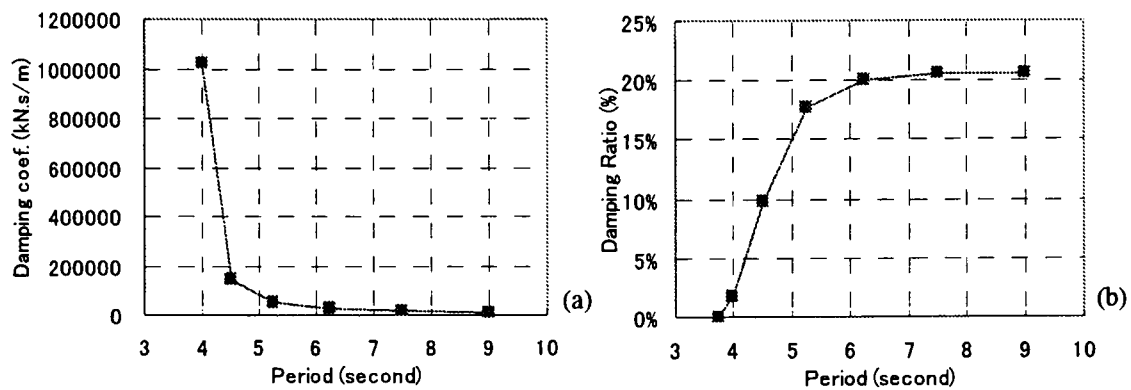 Damping coef. (kN.s/m)
1200000
1000000
800000
600000
400000
200000
0
3 4 5 6 7 8 9 10
Period (second)
(a)
Damping Ratio (%)
25%
20%
15%
10%
5%
0%
3 4 5 6 7 8 9 10
Period (second)
(b)